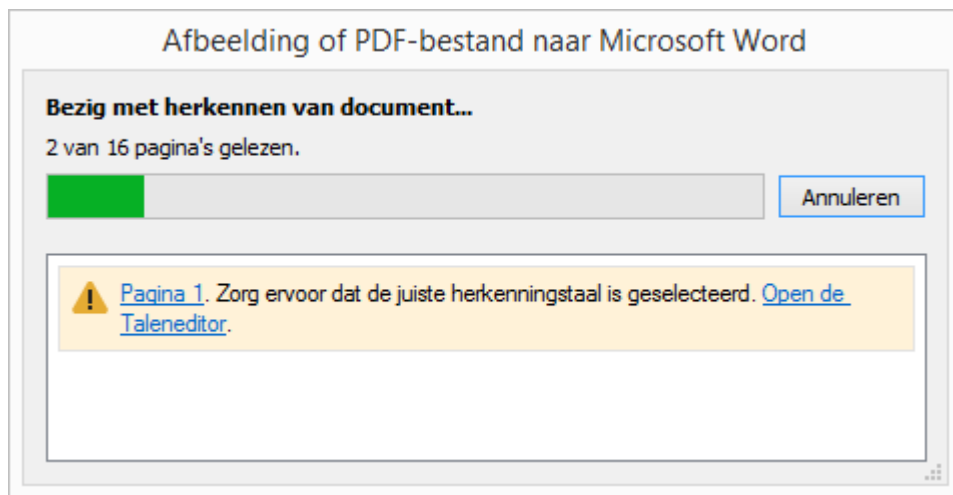 Afbeelding of PDF-bestand naar Microsoft Word
Bezig met herkennen van document...
2 van 16 pagina's gelezen.
Annuleren
Pagina 1. Zorg ervoor dat de juiste herkenningstaal is geselecteerd. Open de
Taleneditor.